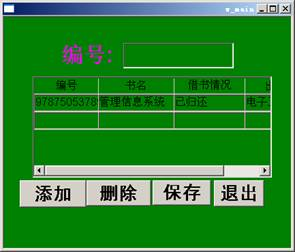 w_main
编号:
编号 书名 借书情况
9787505378 管理信息系统 已归还 电子
添加 删除 保存 退出